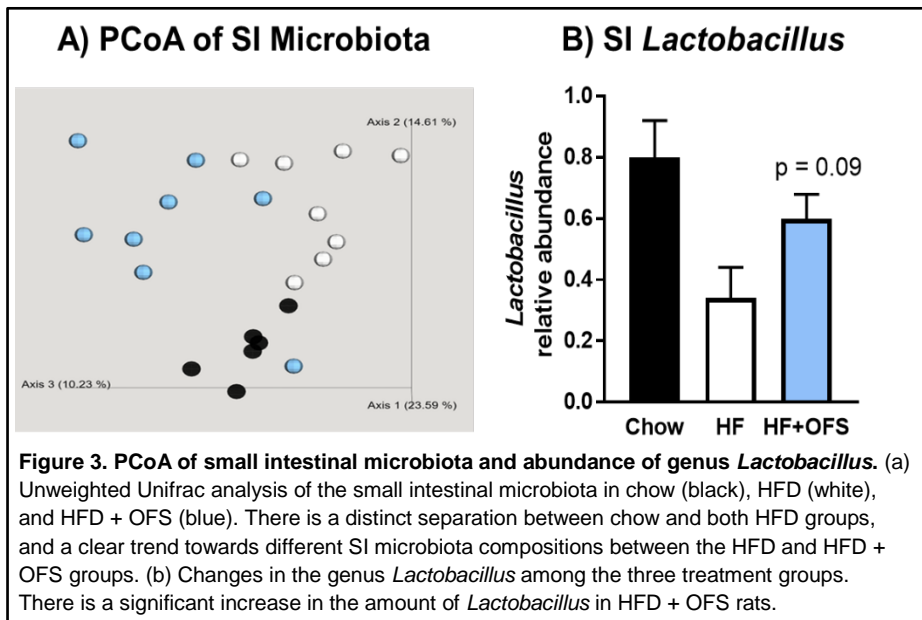 A) PCoA of SI Microbiota
Axis 2 (14.61 %)
Axis 3 (10.23 %)
Axis 1 (23.59 %)
B) SI Lactobacillus
Lactobacillus
relative abundance
1.0
0.8
0.6
0.4
0.2
0.0
p = 0.09
Chow HF HF+OFS
Figure 3. PCoA of small intestinal microbiota and abundance of genus Lactobacillus. (a)
Unweighted Unifrac analysis of the small intestinal microbiota in chow (black), HFD (white),
and HFD + OFS (blue). There is a distinct separation between chow and both HFD groups,
and a clear trend towards different SI microbiota compositions between the HFD and HFD +
OFS groups. (b) Changes in the genus Lactobacillus among the three treatment groups.
There is a significant increase in the amount of Lactobacillus in HFD + OFS rats.